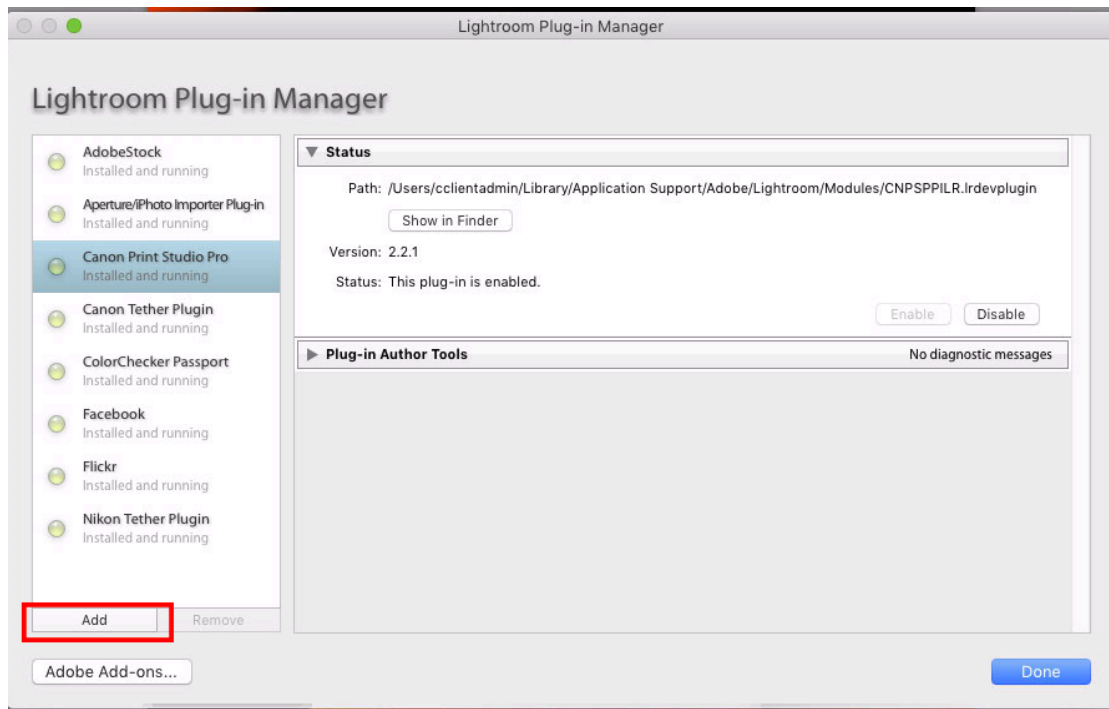 Lightroom Plug-in Manager
Lightroom Plug-in Manager
AdobeStock
Installed and running
Aperture/iPhoto Importer Plug-in
Installed and running
Canon Print Studio Pro
Installed and running
Canon Tether Plugin
Installed and running
ColorChecker Passport
Installed and running
Facebook
Installed and running
Flickr
Installed and running
Nikon Tether Plugin
Installed and running
Add Remove
Adobe Add-ons...
Status
Path: /Users/cclientadmin/Library/Application Support/Adobe/Lightroom/Modules/CNPSPPILR.lrdevplugin
Show in Finder
Version: 2.2.1
Status: This plug-in is enabled.
Enable Disable
Plug-in Author Tools No diagnostic messages
Done